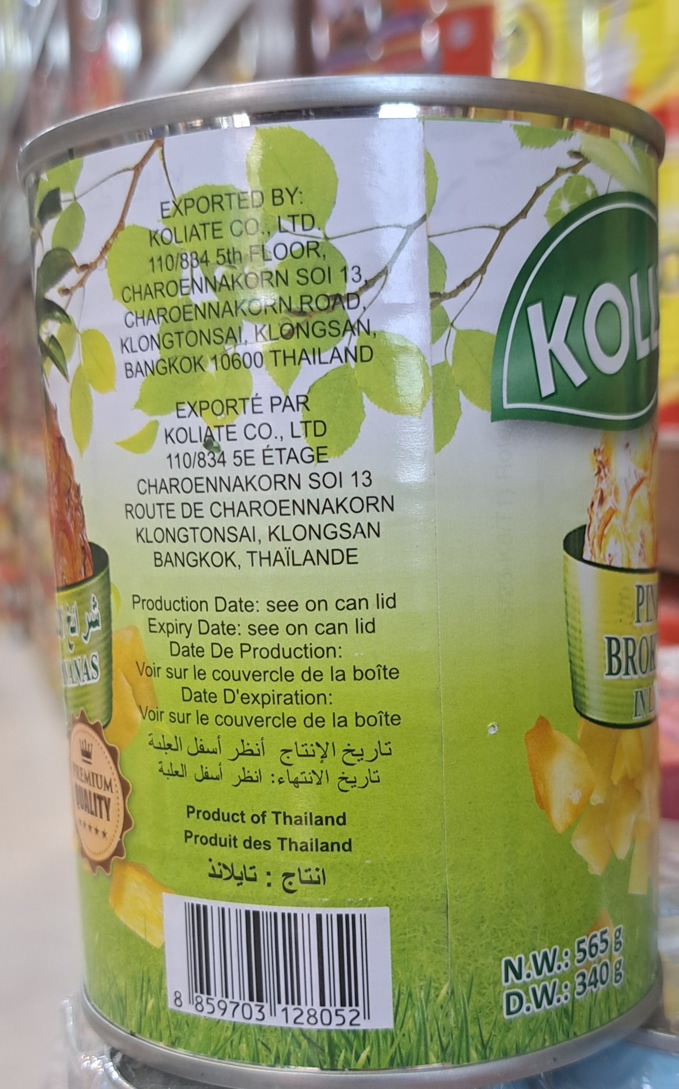 EXPORTED BY:
KOLIATE CO., LTD.
110/834 5th FLOOR,
CHAROENNAKORN SOI 13,
CHAROENNAKORN ROAD,
KLONGTONSAI, KLONGSAN,
BANGKOK 10600 THAILAND
EXPORTÉ PAR
KOLIATE CO., LTD
110/834 5E ÉTAGE
CHAROENNAKORN SOI 13
ROUTE DE CHAROENNAKORN
KLONGTONSAI, KLONGSAN
BANGKOK, THAÏLANDE
Production Date: see on can lid
Expiry Date: see on can lid
Date De Production:
Voir sur le couvercle de la boîte
Date D'expiration:
Voir sur le couvercle de la boîte
تاريخ الإنتاج أنظر أسفل العلبة
تاريخ الانتهاء: انظر أسفل العلبة
Product of Thailand
Produit des Thailand
انتاج : تايلاند
8 859703 128052
PREMIUM
QUALITY
KOL
PIN
BROK
IN L
N.W.: 565 g
D.W.: 340 g